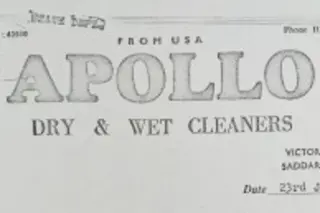 Phone
FROM USA
APOLLO
DRY & WET CLEANERS
VICTOR
SADDAR
Date 23rd J